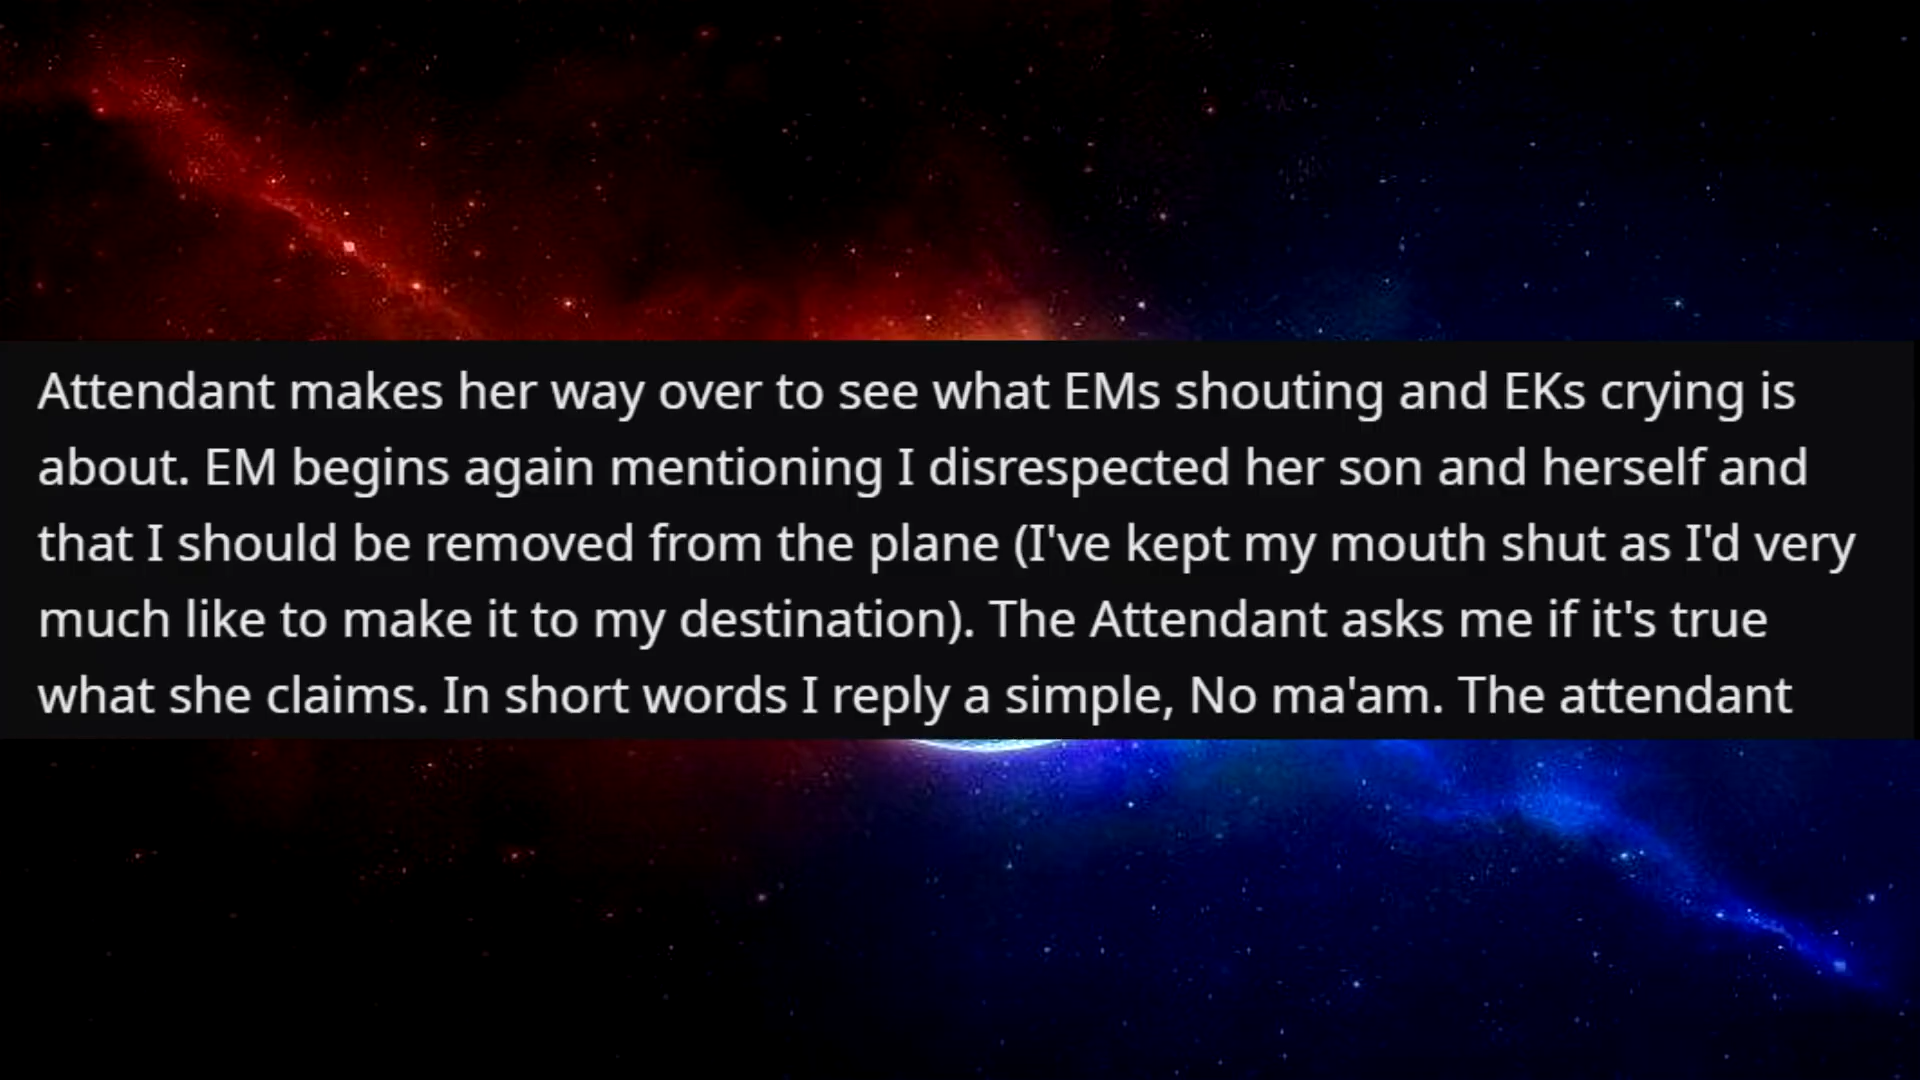 Attendant makes her way over to see what EMs shouting and EKs crying is
about. EM begins again mentioning I disrespected her son and herself and
that I should be removed from the plane (I've kept my mouth shut as I'd very
much like to make it to my destination). The Attendant asks me if it's true
what she claims. In short words I reply a simple, No ma'am. The attendant